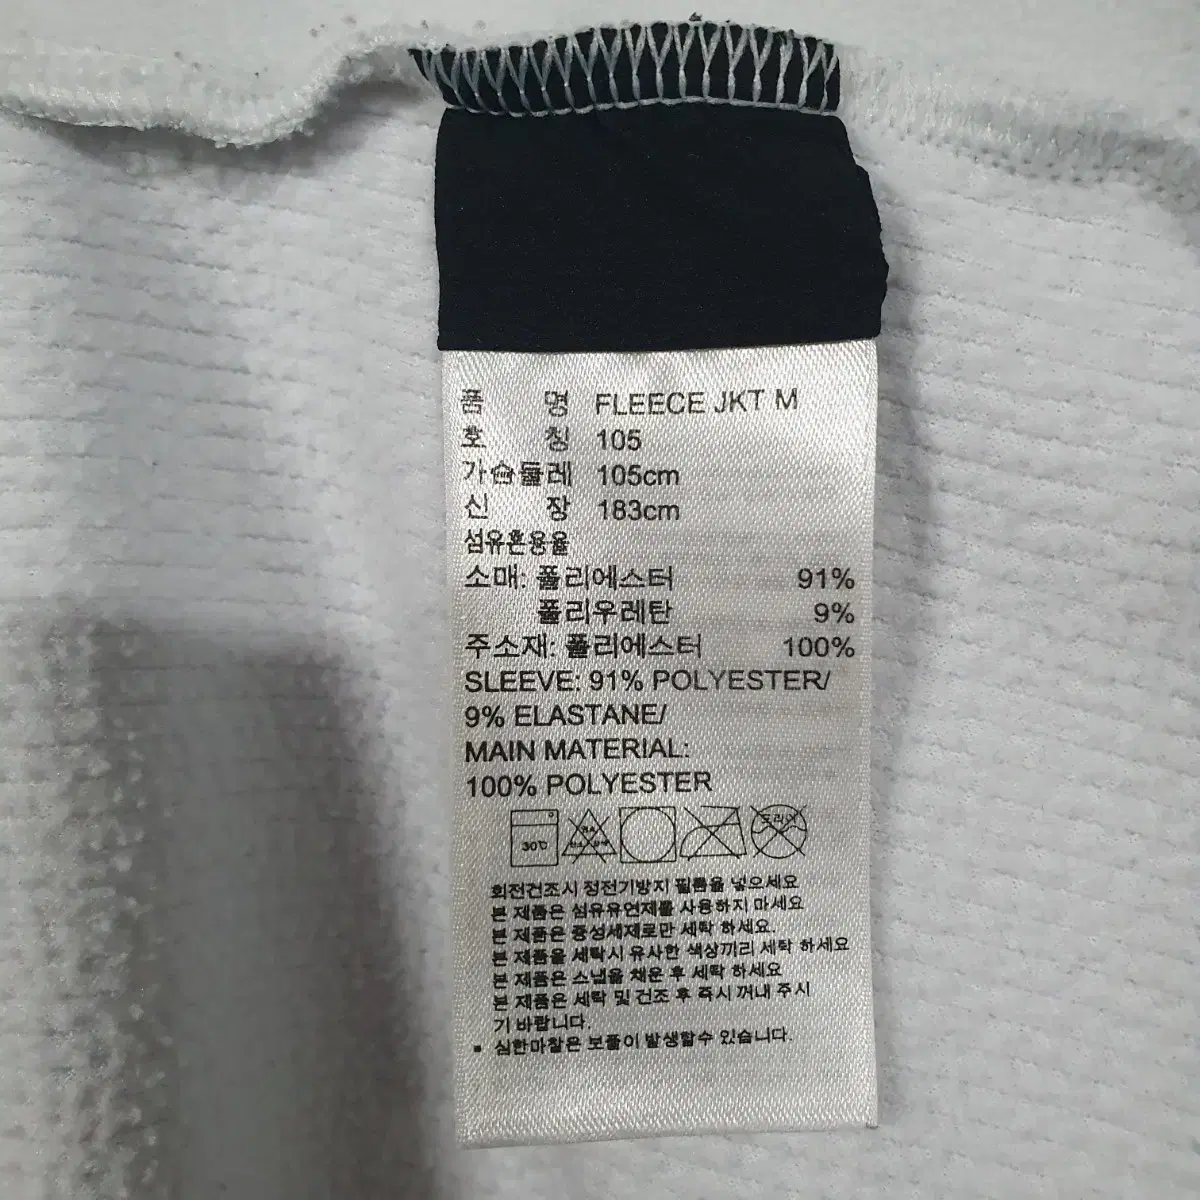 품 명 FLEECE JKT M
호 칭 105
가슴둘레 105cm
신 장 183cm
섬유혼용율
소매: 폴리에스터 91%
폴리우레탄 9%
주소재: 폴리에스터 100%
SLEEVE: 91% POLYESTER/
9% ELASTANE/
MAIN MATERIAL:
100% POLYESTER
30℃
드라이
회전건조시 정전기방지 필름을 넣으세요
본 제품은 섬유유연제를 사용하지 마세요
본 제품은 중성세제로만 세탁 하세요.
본 제품을 세탁시 유사한 색상끼리 세탁 하세요
본 제품은 스냅을 채운 후 세탁 하세요
본 제품은 세탁 및 건조 후 즉시 꺼내 주시
기 바랍니다.
▪ 심한마찰은 보풀이 발생할수 있습니다.